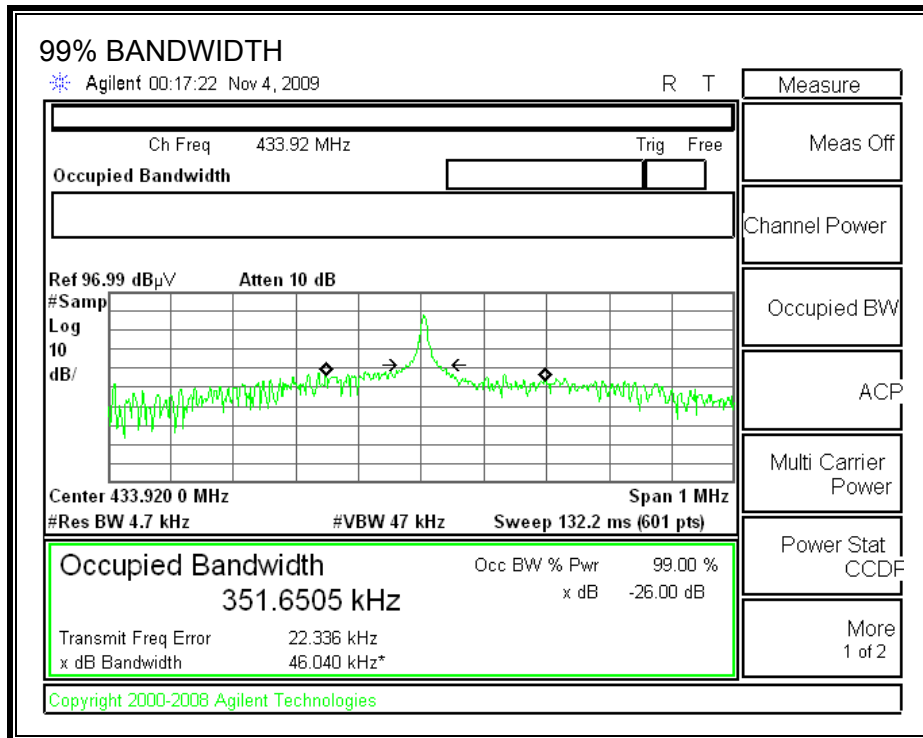 99% BANDWIDTH
Agilent 00:17:22 Nov 4, 2009 R T
Measure
Ch Freq 433.92 MHz Trig Free
Meas Off
Occupied Bandwidth
Channel Power
Ref 96.99 dBµV Atten 10 dB
#Samp
Log
10
dB/
Occupied BW
ACP
Multi Carrier
Power
Center 433.920 0 MHz Span 1 MHz
#Res BW 4.7 kHz #VBW 47 kHz Sweep 132.2 ms (601 pts)
Power Stat
CCDF
Occupied Bandwidth Occ BW % Pwr 99.00 %
351.6505 kHz x dB -26.00 dB
Transmit Freq Error 22.336 kHz
x dB Bandwidth 46.040 kHz*
More
1 of 2
Copyright 2000-2008 Agilent Technologies